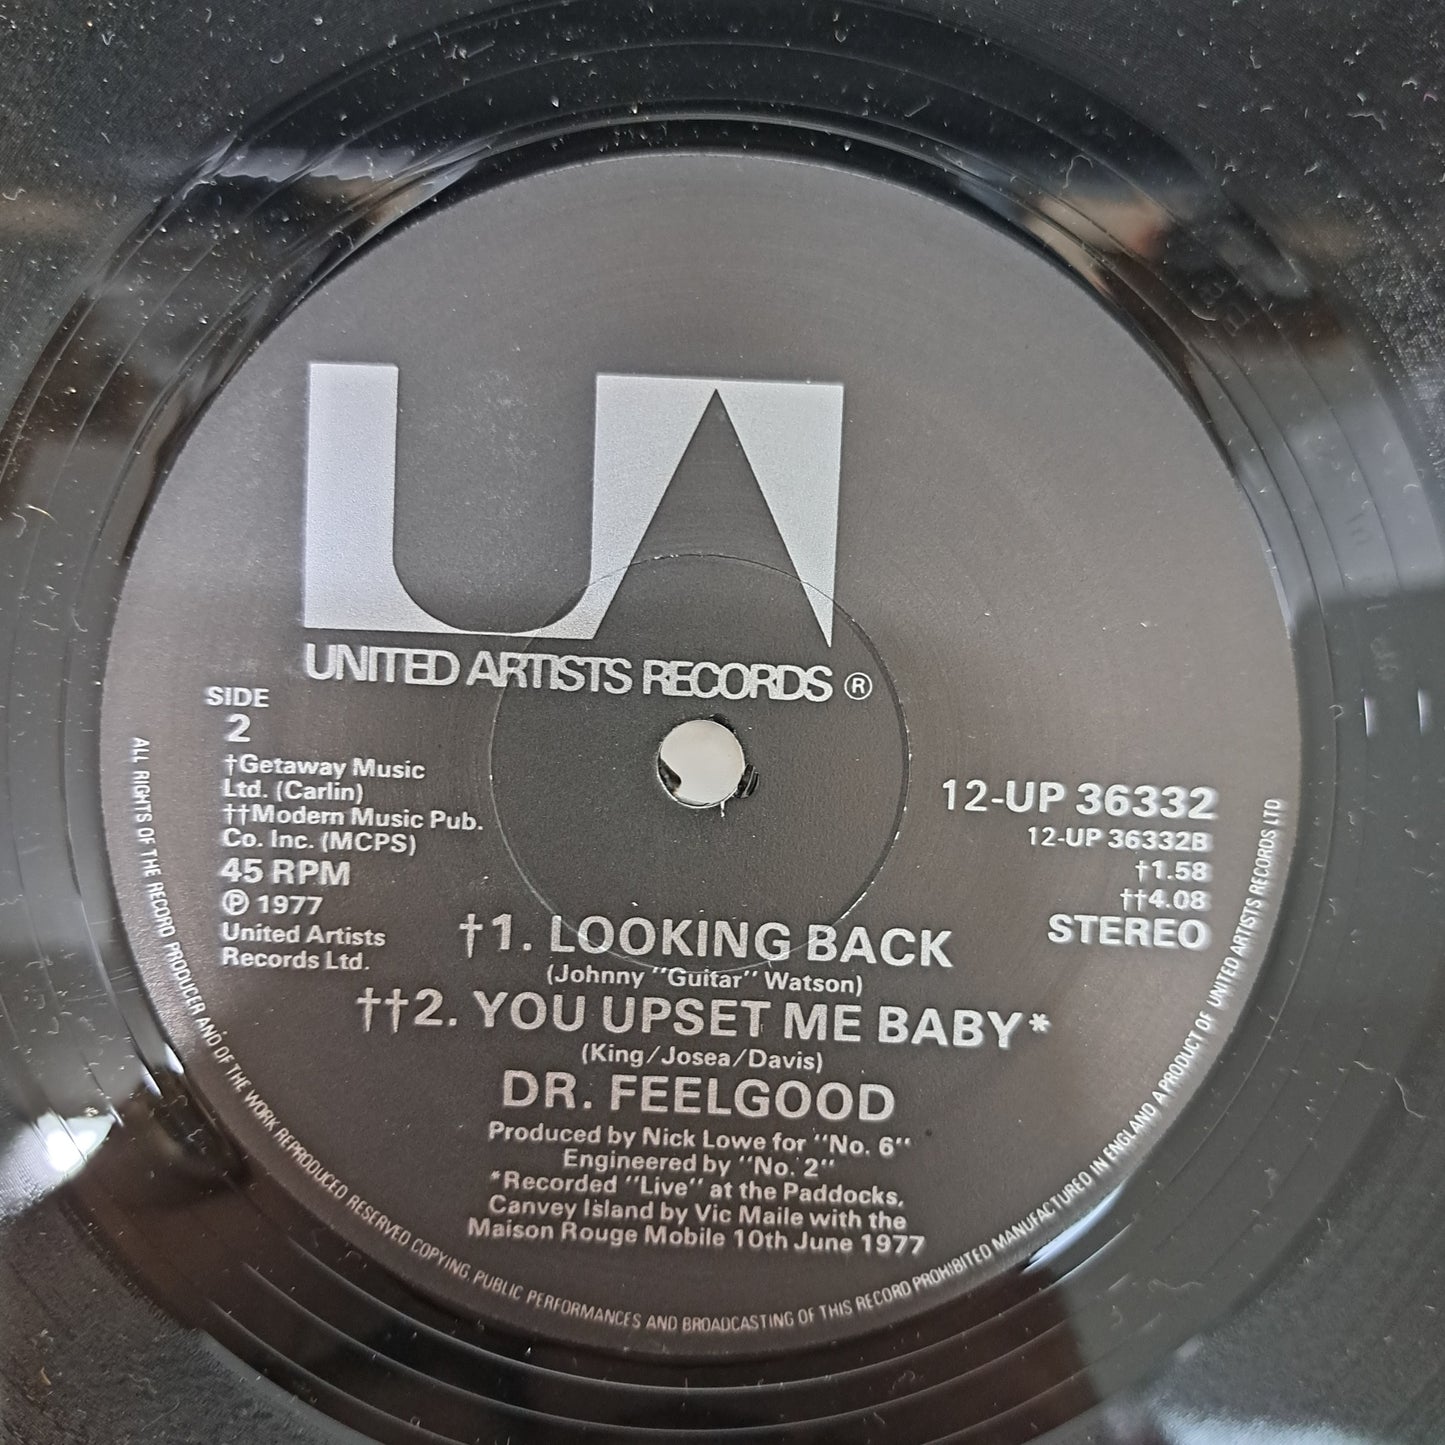 UA
UNITED ARTISTS RECORDS ®
SIDE
2
†Getaway Music
Ltd. (Carlin)
††Modern Music Pub.
Co. Inc. (MCPS)
45 RPM
Ⓟ 1977
United Artists
Records Ltd.
12-UP 36332
12-UP 36332B
†1.58
††4.08
STEREO
†1. LOOKING BACK
(Johnny "Guitar" Watson)
††2. YOU UPSET ME BABY*
(King/Josea/Davis)
DR. FEELGOOD
Produced by Nick Lowe for "No. 6"
Engineered by "No. 2"
*Recorded "Live" at the Paddocks,
Canvey Island by Vic Maile with the
Maison Rouge Mobile 10th June 1977
ALL RIGHTS OF THE RECORD PRODUCER AND OF THE WORK REPRODUCED RESERVED COPYING, PUBLIC PERFORMANCES AND BROADCASTING OF THIS RECORD PROHIBITED MANUFACTURED IN ENGLAND A PRODUCT OF UNITED ARTISTS RECORDS LTD